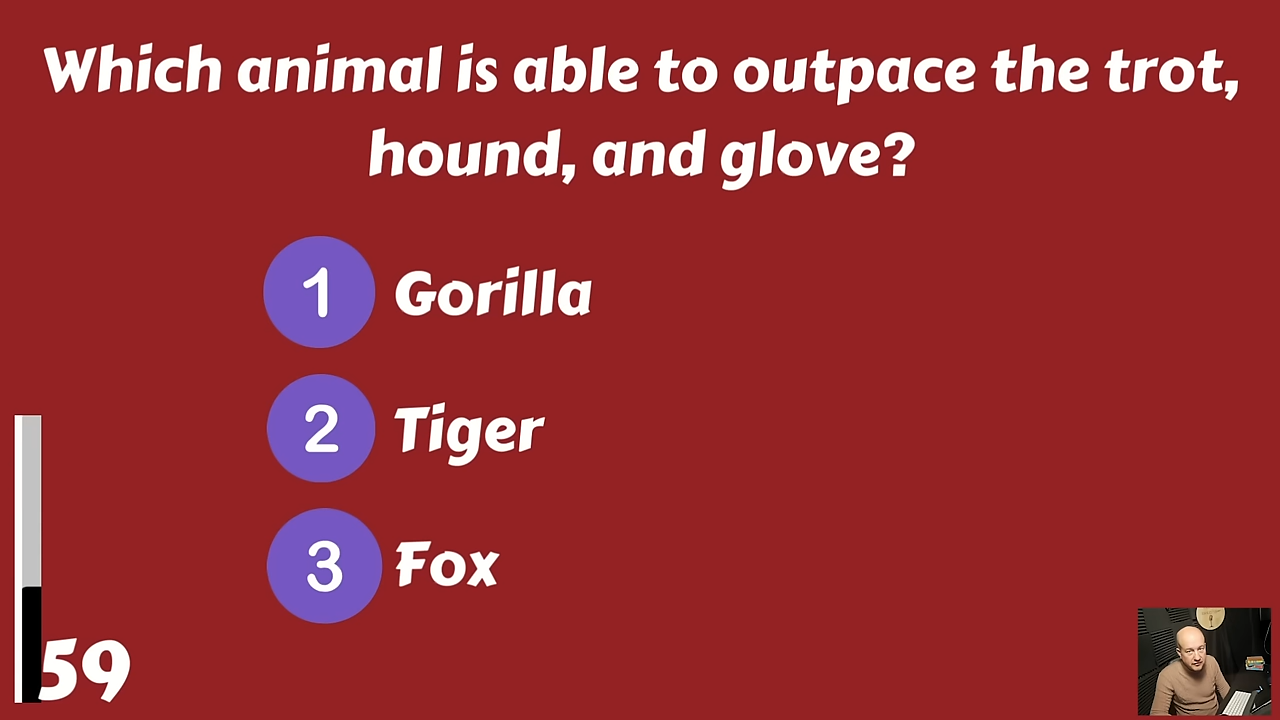 Which animal is able to outpace the trot,
hound, and glove?
1 Gorilla
2 Tiger
3 Fox
59